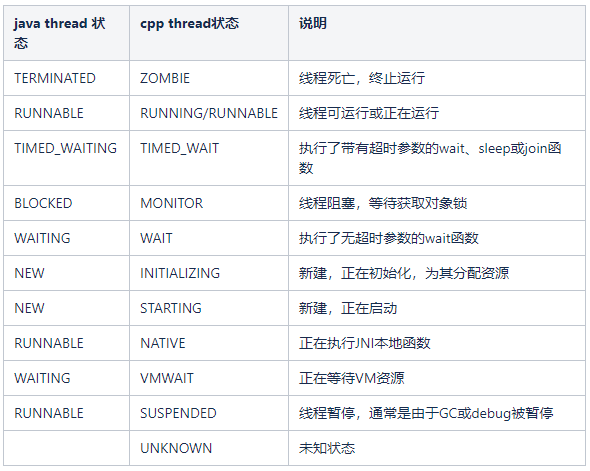 java thread 状 cpp thread状态 说明
态
TERMINATED ZOMBIE 线程死亡，终止运行
RUNNABLE RUNNING/RUNNABLE 线程可运行或正在运行
TIMED_WAITING TIMED_WAIT 执行了带有超时参数的wait、sleep或join函
数
BLOCKED MONITOR 线程阻塞，等待获取对象锁
WAITING WAIT 执行了无超时参数的wait函数
NEW INITIALIZING 新建，正在初始化，为其分配资源
NEW STARTING 新建，正在启动
RUNNABLE NATIVE 正在执行JNI本地函数
WAITING VMWAIT 正在等待VM资源
RUNNABLE SUSPENDED 线程暂停，通常是由于GC或debug被暂停
UNKNOWN 未知状态